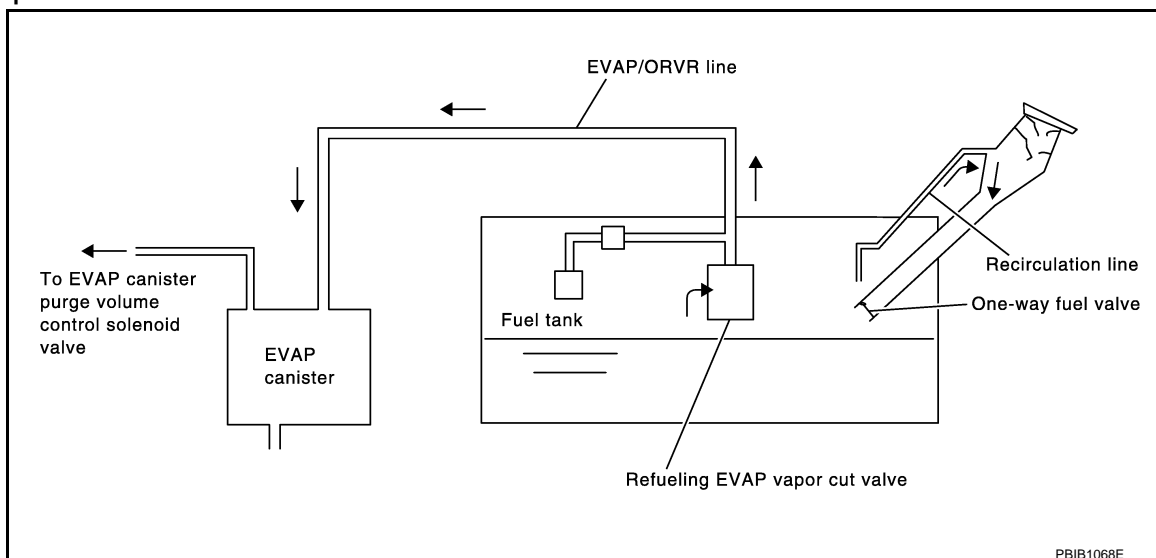 EVAP/ORVR line
To EVAP canister
purge volume
control solenoid
valve
EVAP
canister
Fuel tank
Recirculation line
One-way fuel valve
Refueling EVAP vapor cut valve
PBIB1068E